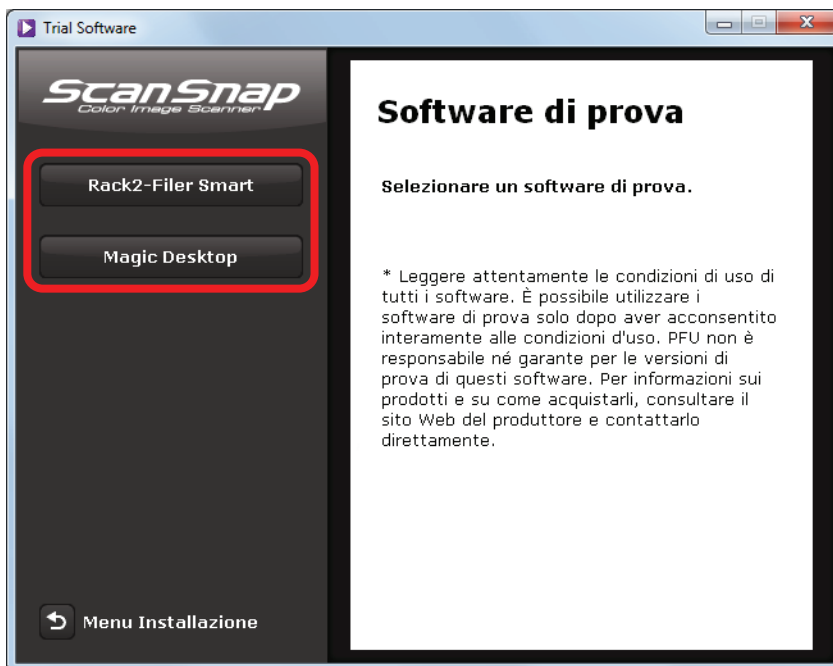 Trial Software
ScanSnap
Color Image Scanner
Rack2-Filer Smart
Magic Desktop
Menu Installazione
Software di prova
Selezionare un software di prova.
* Leggere attentamente le condizioni di uso di
tutti i software. È possibile utilizzare i
software di prova solo dopo aver acconsentito
interamente alle condizioni d'uso. PFU non è
responsabile né garante per le versioni di
prova di questi software. Per informazioni sui
prodotti e su come acquistarli, consultare il
sito Web del produttore e contattarlo
direttamente.